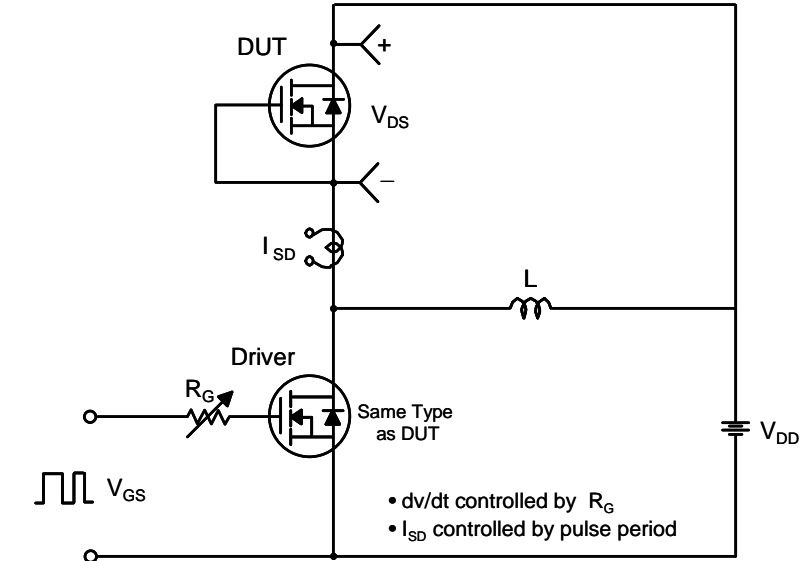 DUT
+
V_DS
–
I_SD
L
Driver
R_G
Same Type
as DUT
V_DD
V_GS
• dv/dt controlled by R_G
• I_SD controlled by pulse period